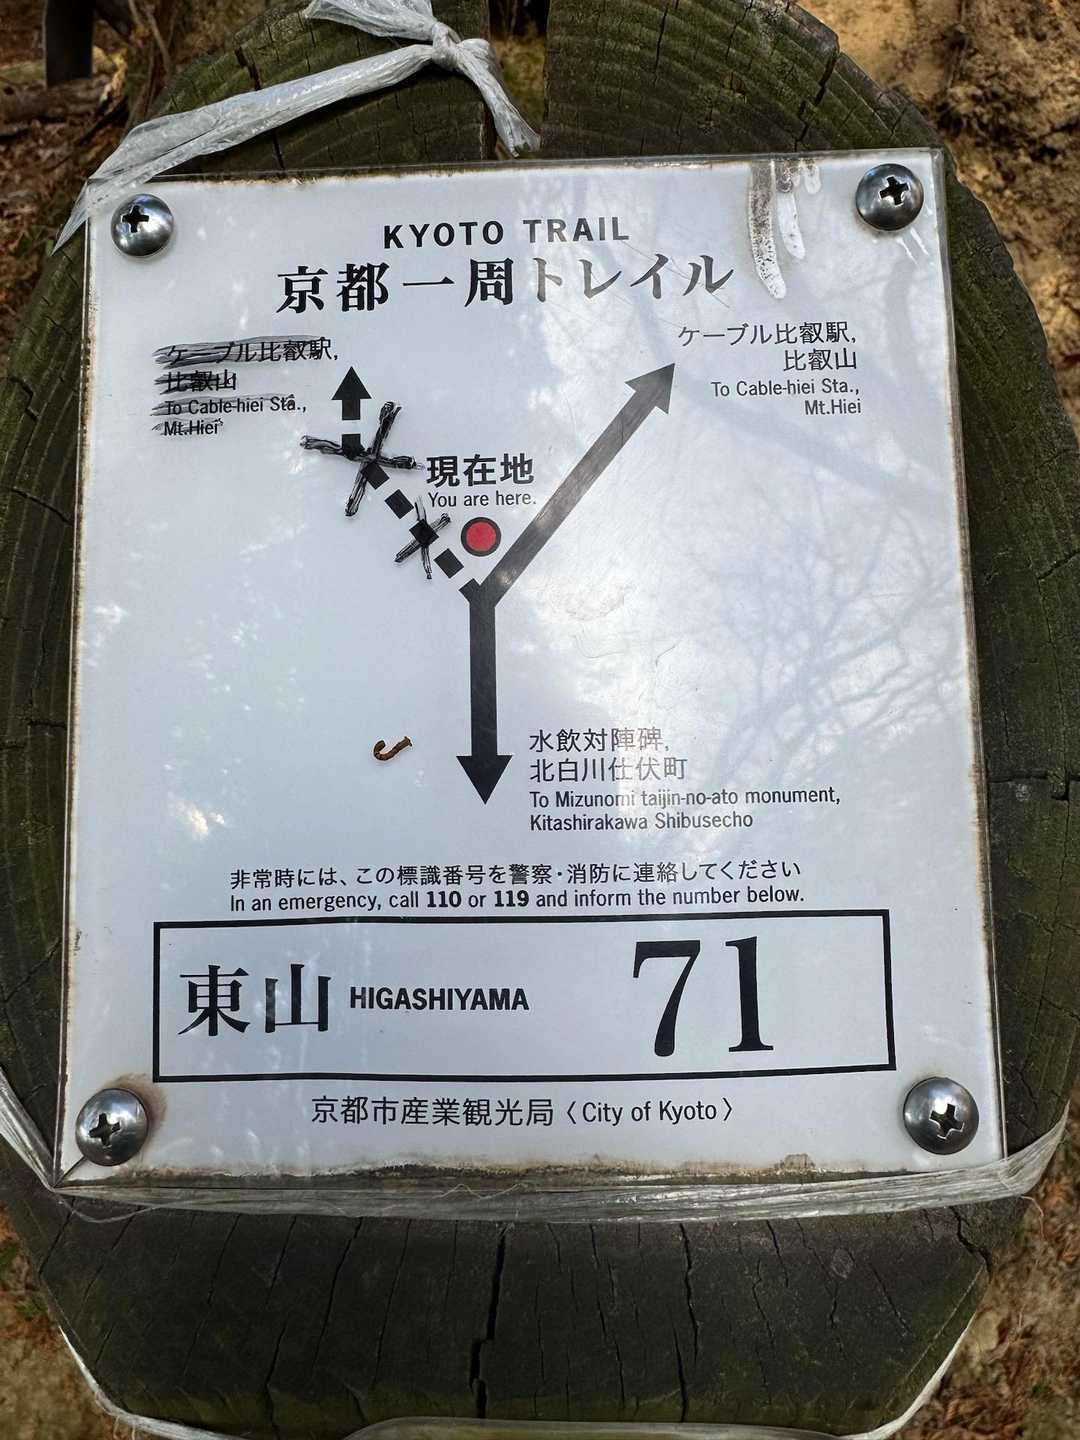 KYOTO TRAIL
京都一周トレイル
ケーブル比叡駅,
比叡山
To Cable-hiei Sta.,
Mt.Hiei
ケーブル比叡駅,
比叡山
To Cable-hiei Sta.,
Mt.Hiei
現在地
You are here.
水飲対陣碑,
北白川仕伏町
To Mizunomi taijin-no-ato monument,
Kitashirakawa Shibusecho
非常時には、この標識番号を警察・消防に連絡してください
In an emergency, call 110 or 119 and inform the number below.
東山 HIGASHIYAMA 71
京都市産業観光局〈City of Kyoto〉